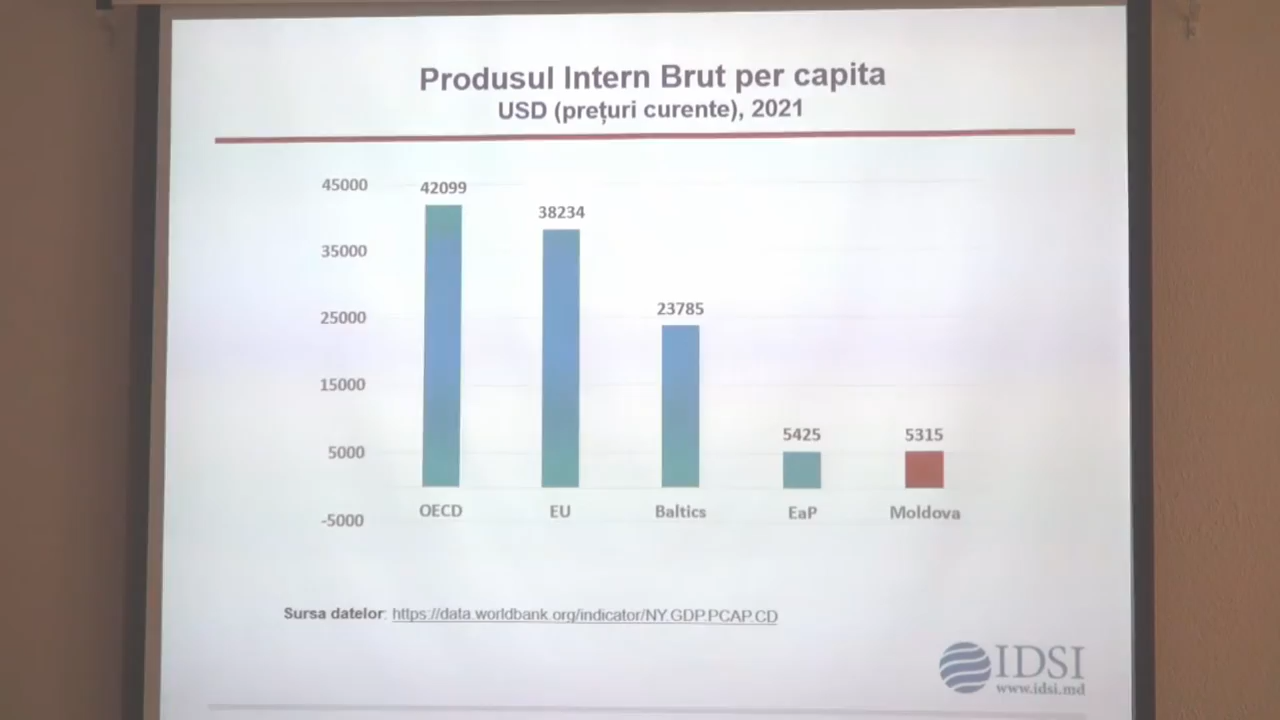 Produsul Intern Brut per capita
USD (prețuri curente), 2021
45000
35000
25000
15000
5000
-5000
42099
38234
23785
5425
5315
OECD
EU
Baltics
EaP
Moldova
Sursa datelor: https://data.worldbank.org/indicator/NY.GDP.PCAP.CD
IDSI
www.idsi.md